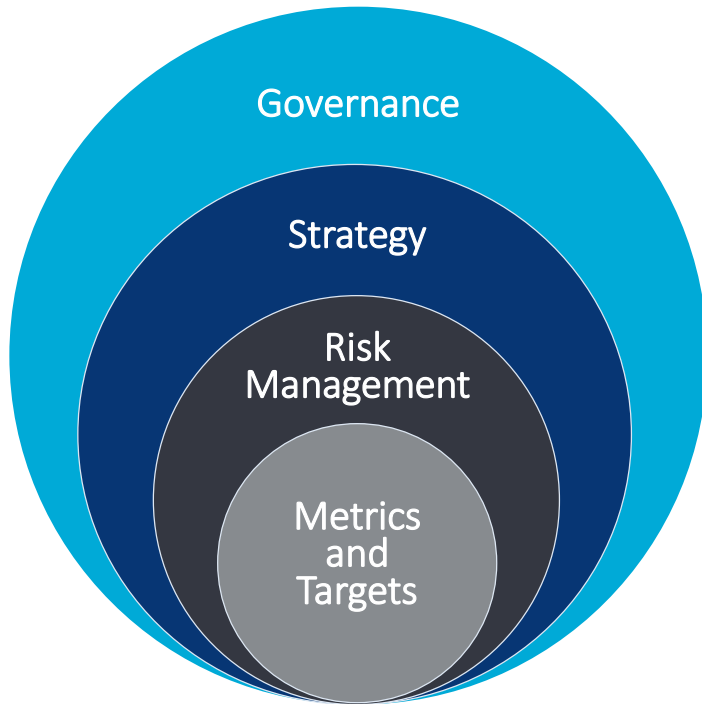 Governance
Strategy
Risk
Management
Metrics
and
Targets